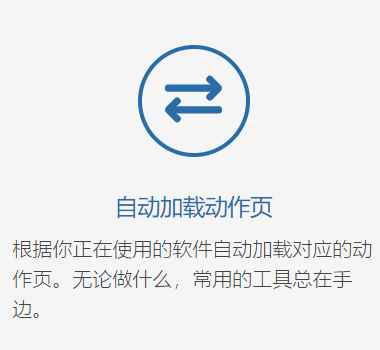 自动加载动作页
根据你正在使用的软件自动加载对应的动
作页。无论做什么，常用的工具总在手
边。